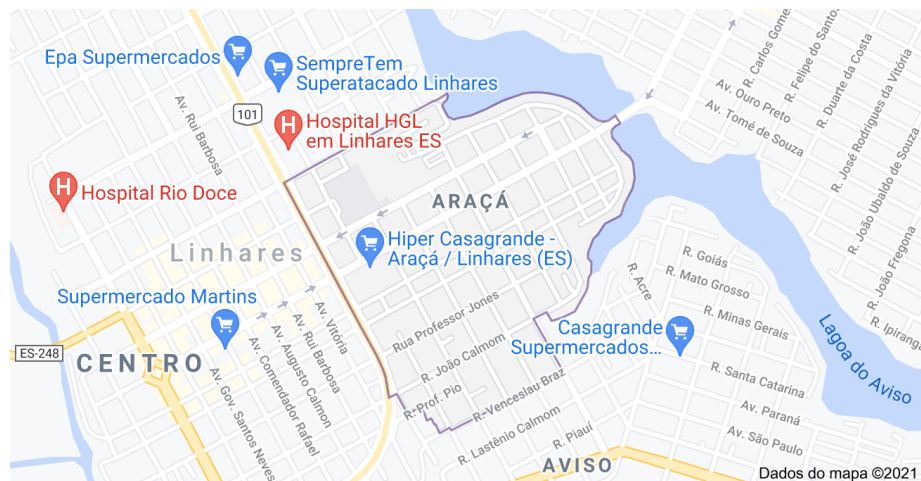 Epa Supermercados
SempreTem
Superatacado Linhares
R. Carlos Gome
R. Felipe do Santos
R. Duarte da Costa
R. José Rodrigues da Vitória
Av. Ouro Preto
Av. Tomé de Souza
R. João Ubaldo de Souza
R. João Fregona
R. Ipiranga
Av. Rui Barbosa
101
Hospital HGL
em Linhares ES
Hospital Rio Doce
ARAÇÁ
Linhares
Hiper Casagrande -
Araçá / Linhares (ES)
R. Goiás
R. Mato Grosso
R. Acre
R. Minas Gerais
Supermercado Martins
Rua Professor Jones
Casagrande
Supermercados...
Lagoa do Aviso
ES-248
CENTRO
Av. Vitória
Av. Rui Barbosa
Av. Augusto Calmon
Av. Comendador Rafael
Av. Gov. Santos Neves
R. João Calmom
R. Prof. Pio
R. Venceslau Braz
R. Santa Catarina
Av. Paraná
Av. São Paulo
R. Lastênio Calmom
R. Piauí
AVISO
Dados do mapa ©2021